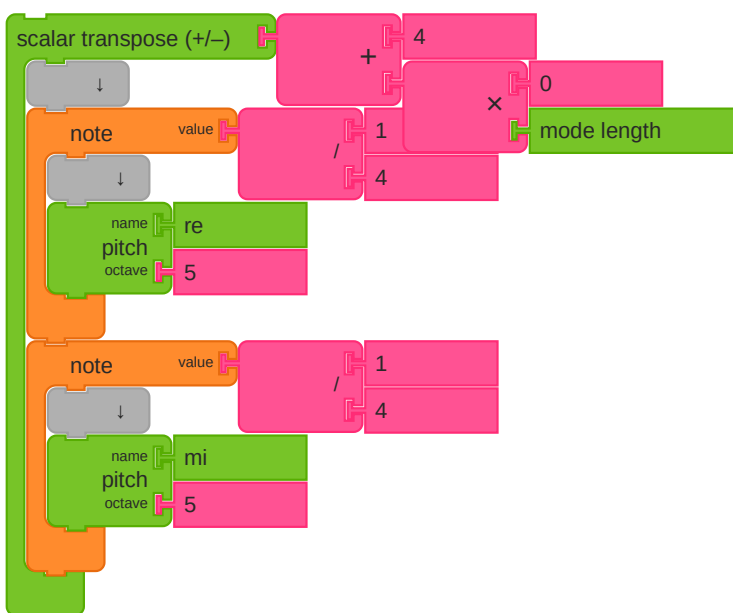 scalar transpose (+/–) + 4
↓ × 0
mode length
note value / 1
4
↓
name re
pitch
octave 5
note value / 1
4
↓
name mi
pitch
octave 5